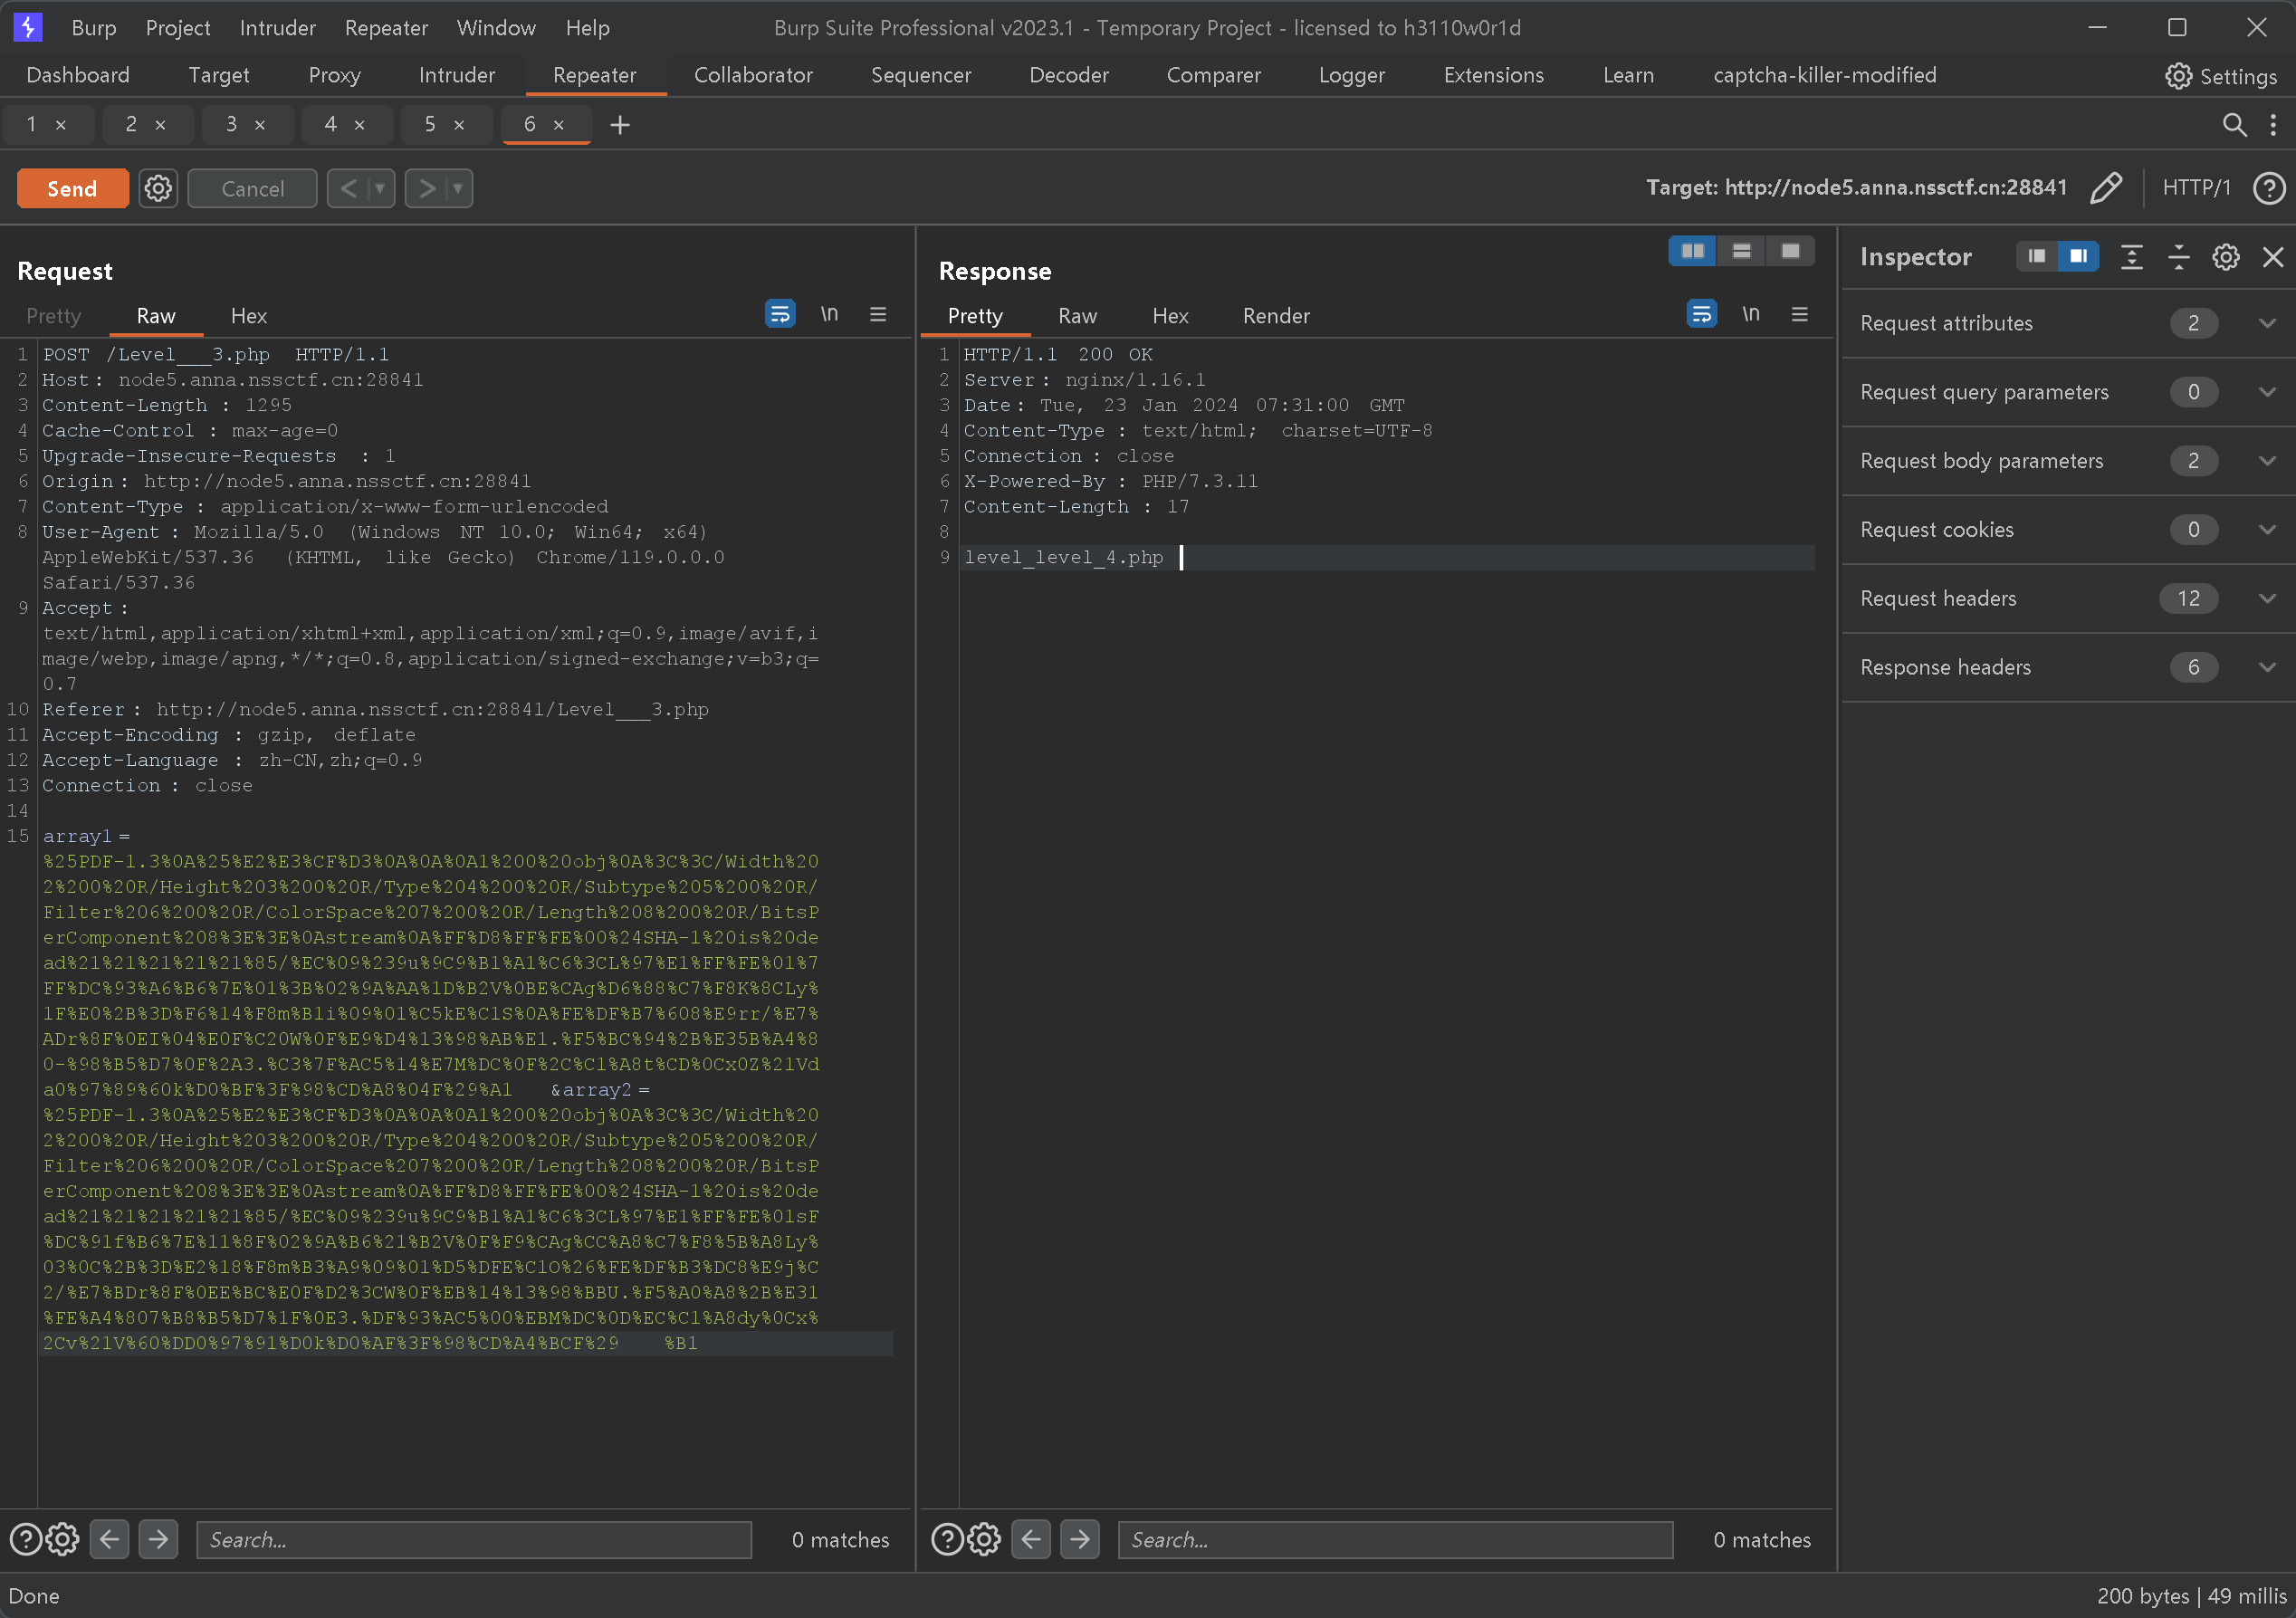 Burp Project Intruder Repeater Window Help Burp Suite Professional v2023.1 - Temporary Project - licensed to h3110w0r1d
Dashboard Target Proxy Intruder Repeater Collaborator Sequencer Decoder Comparer Logger Extensions Learn captcha-killer-modified Settings
1 × 2 × 3 × 4 × 5 × 6 × +
Send Cancel < > Target: http://node5.anna.nssctf.cn:28841 HTTP/1
Request
Pretty Raw Hex \n
1 POST /Level___3.php HTTP/1.1
2 Host: node5.anna.nssctf.cn:28841
3 Content-Length : 1295
4 Cache-Control : max-age=0
5 Upgrade-Insecure-Requests : 1
6 Origin: http://node5.anna.nssctf.cn:28841
7 Content-Type : application/x-www-form-urlencoded
8 User-Agent : Mozilla/5.0 (Windows NT 10.0; Win64; x64)
AppleWebKit/537.36 (KHTML, like Gecko) Chrome/119.0.0.0
Safari/537.36
9 Accept:
text/html,application/xhtml+xml,application/xml;q=0.9,image/avif,i
mage/webp,image/apng,*/*;q=0.8,application/signed-exchange;v=b3;q=
0.7
10 Referer: http://node5.anna.nssctf.cn:28841/Level___3.php
11 Accept-Encoding : gzip, deflate
12 Accept-Language : zh-CN,zh;q=0.9
13 Connection : close
14
15 array1=
%25PDF-1.3%0A%25%E2%E3%CF%D3%0A%0A%0A1%200%20obj%0A%3C%3C/Width%20
2%200%20R/Height%203%200%20R/Type%204%200%20R/Subtype%205%200%20R/
Filter%206%200%20R/ColorSpace%207%200%20R/Length%208%200%20R/BitsP
erComponent%208%3E%3E%0Astream%0A%FF%D8%FF%FE%00%24SHA-1%20is%20de
ad%21%21%21%21%21%85/%EC%09%239u%9C9%B1%A1%C6%3CL%97%E1%FF%FE%01%7
FF%DC%93%A6%B6%7E%01%3B%02%9A%AA%1D%B2V%0BE%CAg%D6%88%C7%F8K%8CLy%
1F%E0%2B%3D%F6%14%F8m%B1i%09%01%C5kE%C1S%0A%FE%DF%B7%608%E9rr/%E7%
ADr%8F%0EI%04%E0F%C20W%0F%E9%D4%13%98%AB%E1.%F5%BC%94%2B%E35B%A4%8
0-%98%B5%D7%0F%2A3.%C3%7F%AC5%14%E7M%DC%0F%2C%C1%A8t%CD%0Cx0Z%21Vd
a0%97%89%60k%D0%BF%3F%98%CD%A8%04F%29%A1 &array2=
%25PDF-1.3%0A%25%E2%E3%CF%D3%0A%0A%0A1%200%20obj%0A%3C%3C/Width%20
2%200%20R/Height%203%200%20R/Type%204%200%20R/Subtype%205%200%20R/
Filter%206%200%20R/ColorSpace%207%200%20R/Length%208%200%20R/BitsP
erComponent%208%3E%3E%0Astream%0A%FF%D8%FF%FE%00%24SHA-1%20is%20de
ad%21%21%21%21%21%85/%EC%09%239u%9C9%B1%A1%C6%3CL%97%E1%FF%FE%01sF
%DC%91f%B6%7E%11%8F%02%9A%B6%21%B2V%0F%F9%CAg%CC%A8%C7%F8%5B%A8Ly%
03%0C%2B%3D%E2%18%F8m%B3%A9%09%01%D5%DFE%C1O%26%FE%DF%B3%DC8%E9j%C
2/%E7%BDr%8F%0EE%BC%E0F%D2%3CW%0F%EB%14%13%98%BBU.%F5%A0%A8%2B%E31
%FE%A4%807%B8%B5%D7%1F%0E3.%DF%93%AC5%00%EBM%DC%0D%EC%C1%A8dy%0Cx%
2Cv%21V%60%DD0%97%91%D0k%D0%AF%3F%98%CD%A4%BCF%29 %B1
Response
Pretty Raw Hex Render \n
1 HTTP/1.1 200 OK
2 Server: nginx/1.16.1
3 Date: Tue, 23 Jan 2024 07:31:00 GMT
4 Content-Type : text/html; charset=UTF-8
5 Connection : close
6 X-Powered-By : PHP/7.3.11
7 Content-Length : 17
8
9 level_level_4.php
Inspector
Request attributes 2
Request query parameters 0
Request body parameters 2
Request cookies 0
Request headers 12
Response headers 6
Search... 0 matches
Search... 0 matches
Done 200 bytes | 49 millis